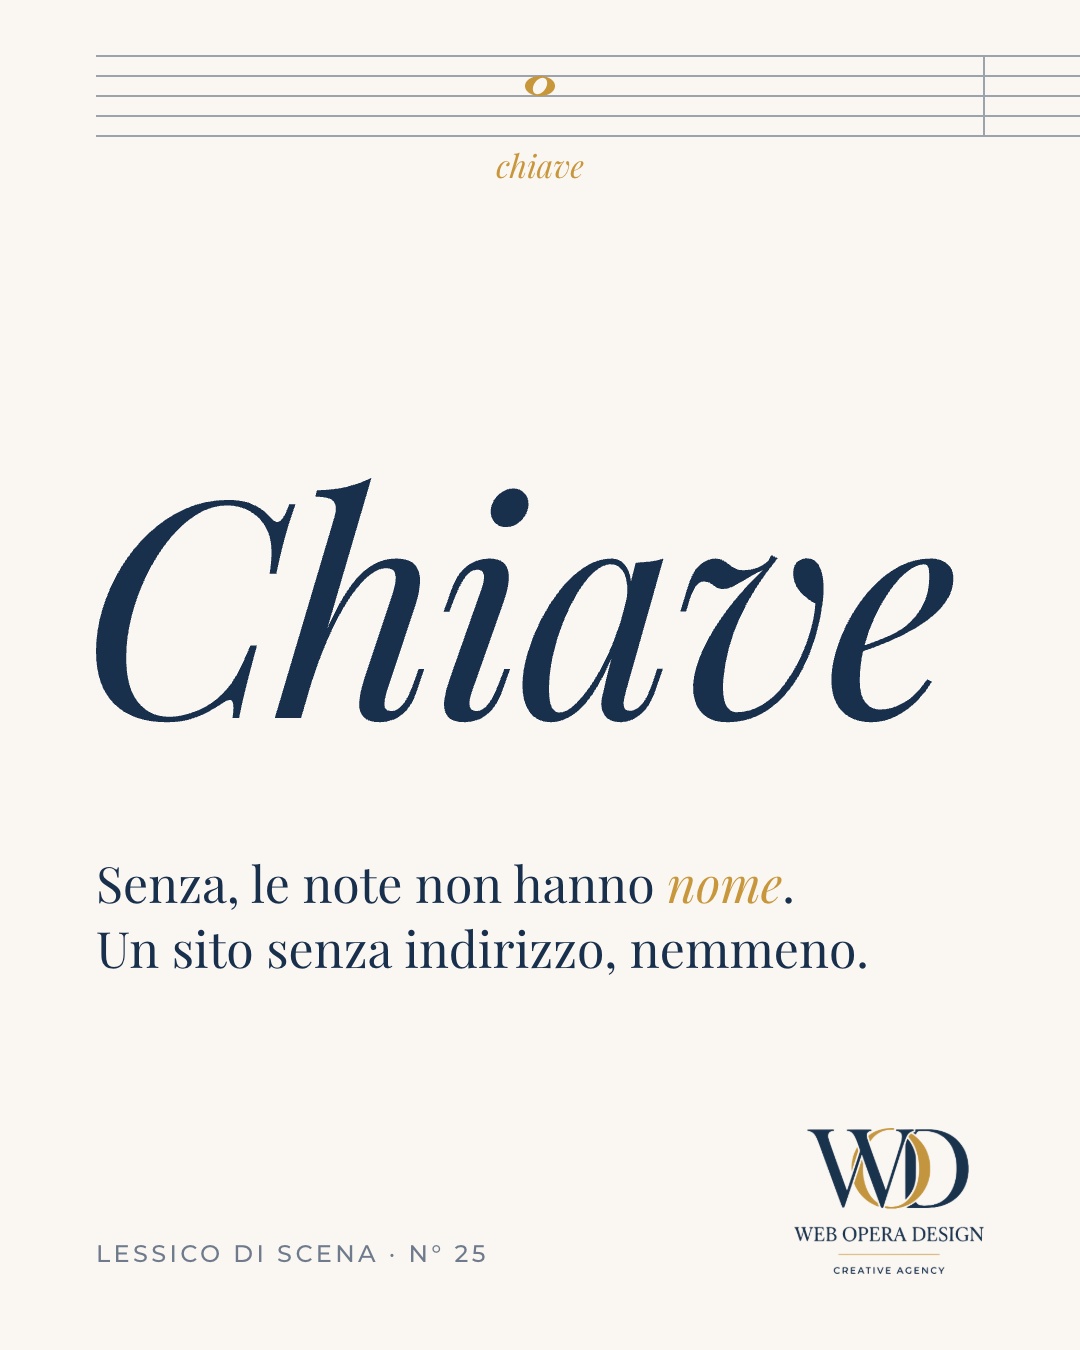 chiave
Chiave
Senza, le note non hanno nome.
Un sito senza indirizzo, nemmeno.
LESSICO DI SCENA · N° 25
WOD
WEB OPERA DESIGN
CREATIVE AGENCY